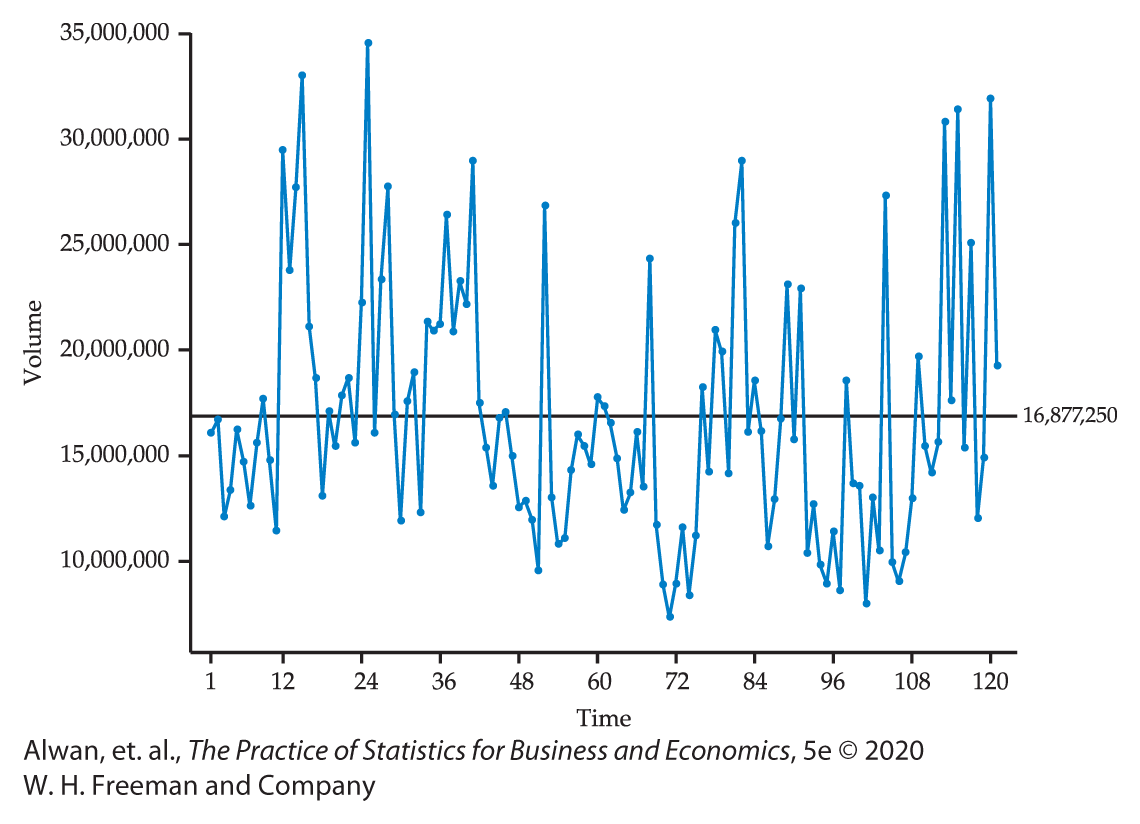 35,000,000
30,000,000
25,000,000
20,000,000
15,000,000
10,000,000
Volume
16,877,250
1 12 24 36 48 60 72 84 96 108 120
Time
Alwan, et. al., The Practice of Statistics for Business and Economics, 5e © 2020
W. H. Freeman and Company